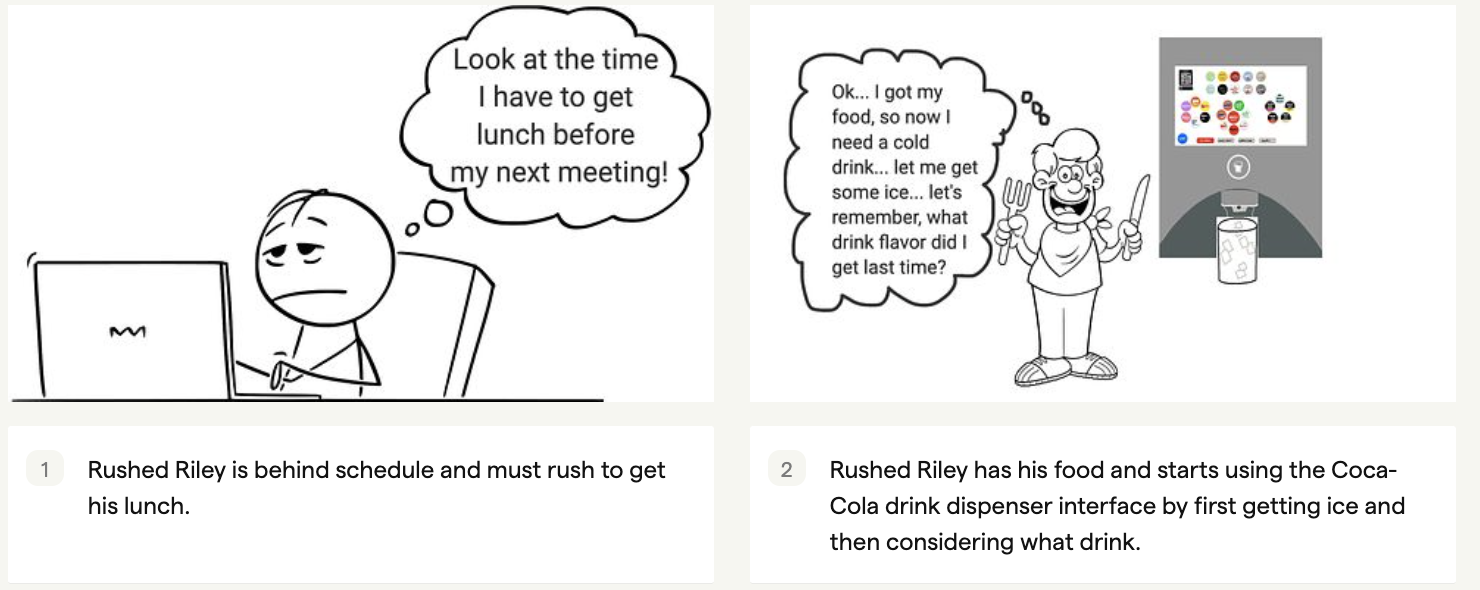 Look at the time
I have to get
lunch before
my next meeting!
Ok... I got my
food, so now I
need a cold
drink... let me get
some ice... let's
remember, what
drink flavor did I
get last time?
1
Rushed Riley is behind schedule and must rush to get
his lunch.
2
Rushed Riley has his food and starts using the Coca-
Cola drink dispenser interface by first getting ice and
then considering what drink.